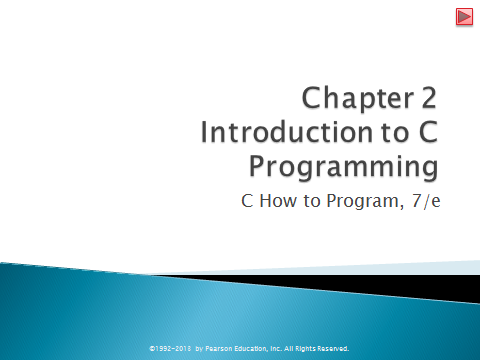 Chapter 2
Introduction to C
Programming
C How to Program, 7/e
©1992-2013 by Pearson Education, Inc. All Rights Reserved.